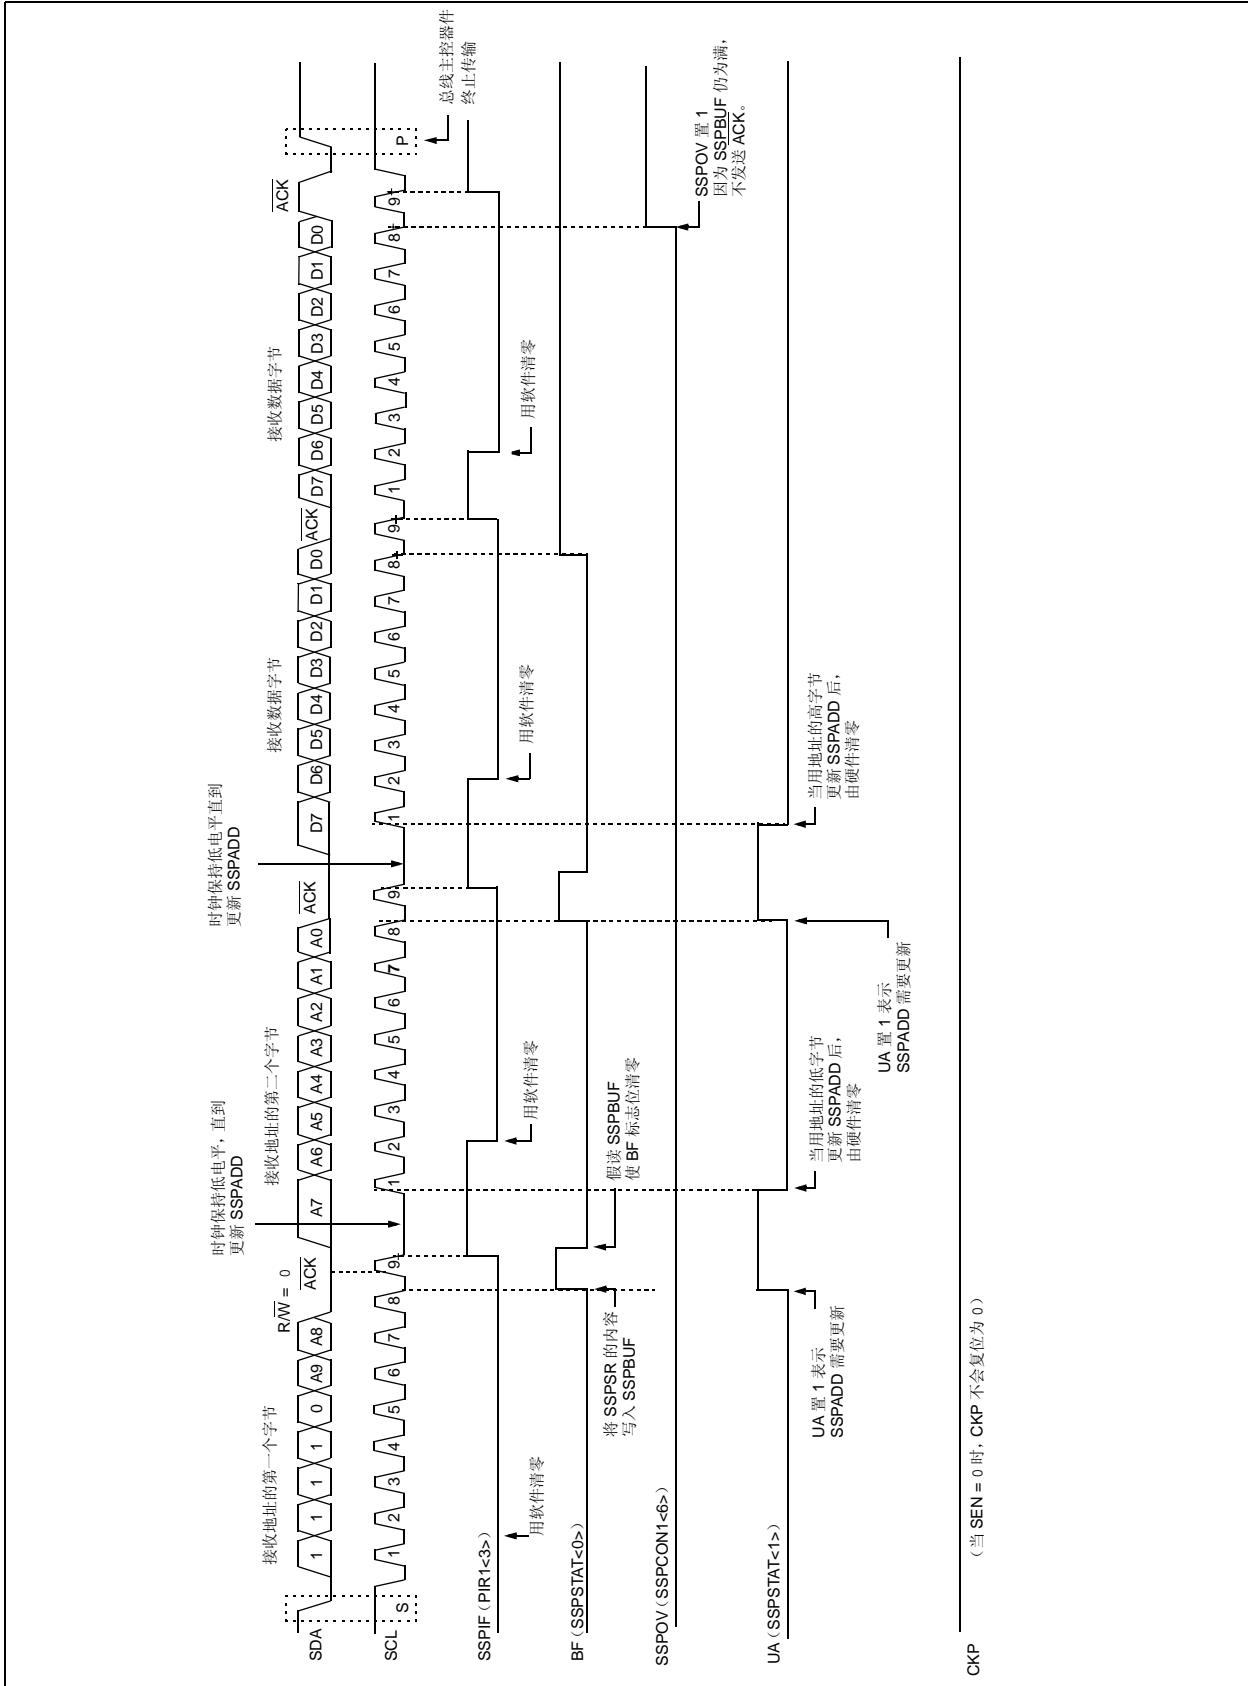 接收地址的第一个字节
R/W = 0
时钟保持低电平，直到
更新 SSPADD
接收地址的第二个字节
时钟保持低电平直到
更新 SSPADD
接收数据字节
接收数据字节
SDA
1
1
1
1
0
A9
A8
ACK
A7
A6
A5
A4
A3
A2
A1
A0
ACK
D7
D6
D5
D4
D3
D2
D1
D0
ACK
D7
D6
D5
D4
D3
D2
D1
D0
ACK
SCL
S
1
2
3
4
5
6
7
8
9
1
2
3
4
5
6
7
8
9
1
2
3
4
5
6
7
8
9
1
2
3
4
5
6
7
8
9
P
总线主控器件
终止传输
SSPIF（PIR1<3>）
用软件清零
用软件清零
用软件清零
用软件清零
BF（SSPSTAT<0>）
将 SSPSR 的内容
写入 SSPBUF
假读 SSPBUF
使 BF 标志位清零
SSPOV（SSPCON1<6>）
SSPOV 置 1
因为 SSPBUF 仍为满，
不发送 ACK。
UA（SSPSTAT<1>）
UA 置 1 表示
SSPADD 需要更新
当用地址的低字节
更新 SSPADD 后，
由硬件清零
UA 置 1 表示
SSPADD 需要更新
当用地址的高字节
更新 SSPADD 后，
由硬件清零
CKP
（当 SEN = 0 时，CKP 不会复位为 0）